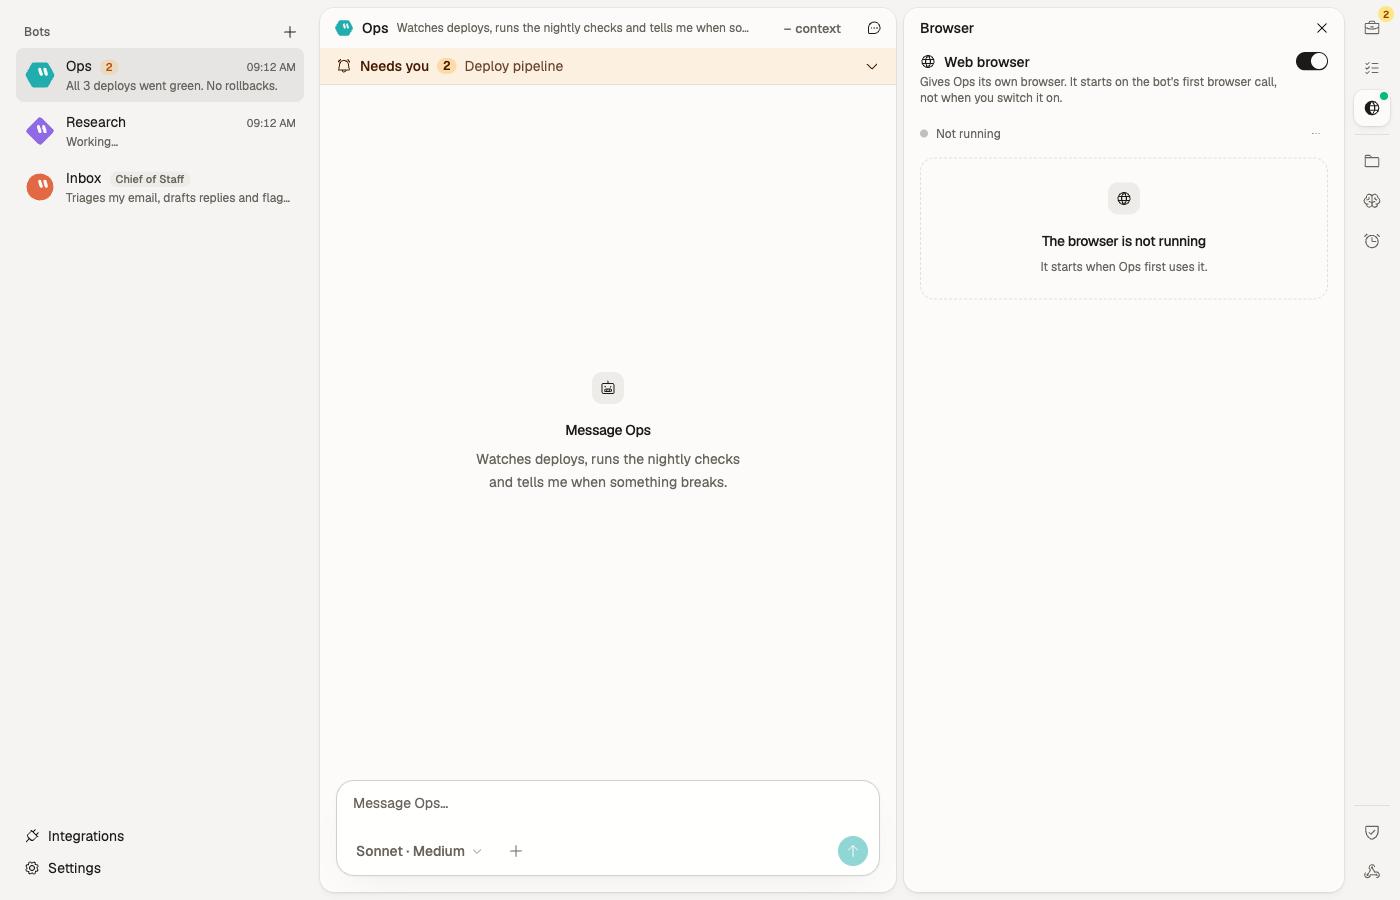 Bots
Ops 2 09:12 AM
All 3 deploys went green. No rollbacks.
Research 09:12 AM
Working...
Inbox Chief of Staff
Triages my email, drafts replies and flag...
Integrations
Settings
Ops Watches deploys, runs the nightly checks and tells me when so... – context
Needs you 2 Deploy pipeline
Message Ops
Watches deploys, runs the nightly checks
and tells me when something breaks.
Message Ops...
Sonnet · Medium
Browser
Web browser
Gives Ops its own browser. It starts on the bot's first browser call,
not when you switch it on.
Not running
The browser is not running
It starts when Ops first uses it.
2